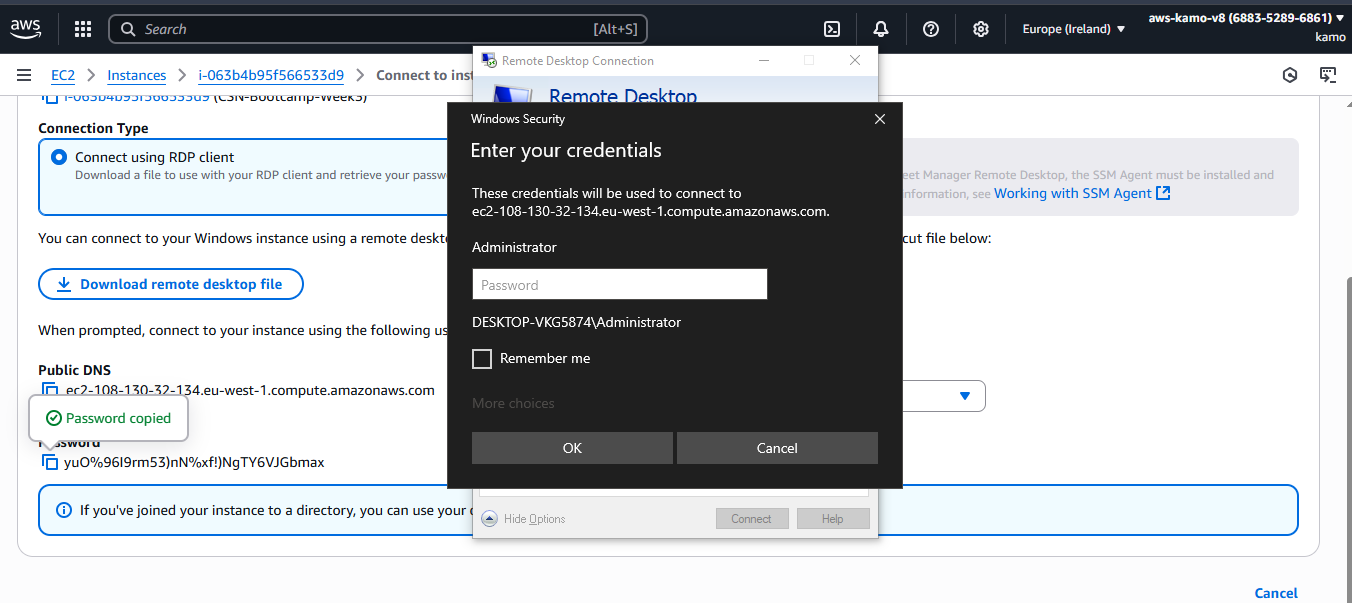 aws
Search
[Alt+S]
Europe (Ireland)
aws-kamo-v8 (6883-5289-6861)
kamo
EC2
Instances
i-063b4b95f566533d9
Connect to inst
Remote Desktop Connection
Remote Desktop
i-063b4b95f566533d9 (CSN-Bootcamp-Week3)
Connection Type
Connect using RDP client
Download a file to use with your RDP client and retrieve your passw
eet Manager Remote Desktop, the SSM Agent must be installed and
nformation, see Working with SSM Agent
You can connect to your Windows instance using a remote deskto
cut file below:
Download remote desktop file
When prompted, connect to your instance using the following us
Public DNS
ec2-108-130-32-134.eu-west-1.compute.amazonaws.com
Password copied
Password
yuO%96I9rm53)nN%xf!)NgTY6VJGbmax
If you've joined your instance to a directory, you can use your
Windows Security
Enter your credentials
These credentials will be used to connect to
ec2-108-130-32-134.eu-west-1.compute.amazonaws.com.
Administrator
Password
DESKTOP-VKG5874\Administrator
Remember me
More choices
OK
Cancel
Hide Options
Connect
Help
Cancel